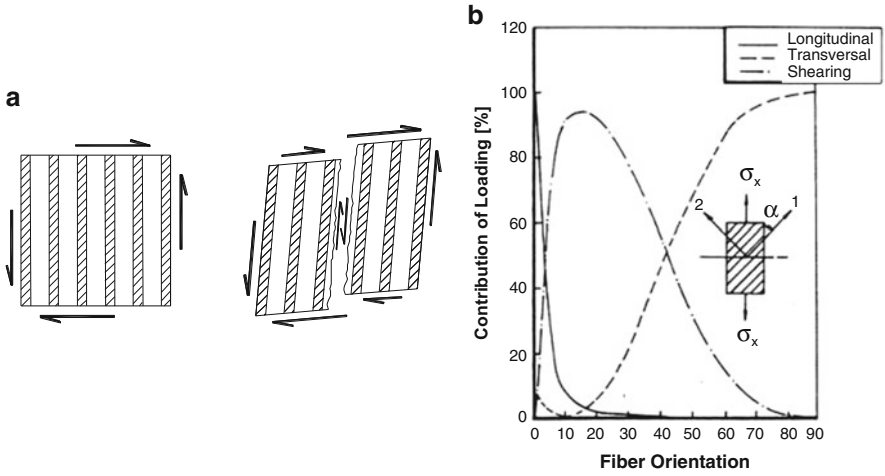 a
b
120
100
80
60
40
20
0
Contribution of Loading [%]
Longitudinal
Transversal
Shearing
σx
2
α
1
σx
0 10 20 30 40 50 60 70 80 90
Fiber Orientation